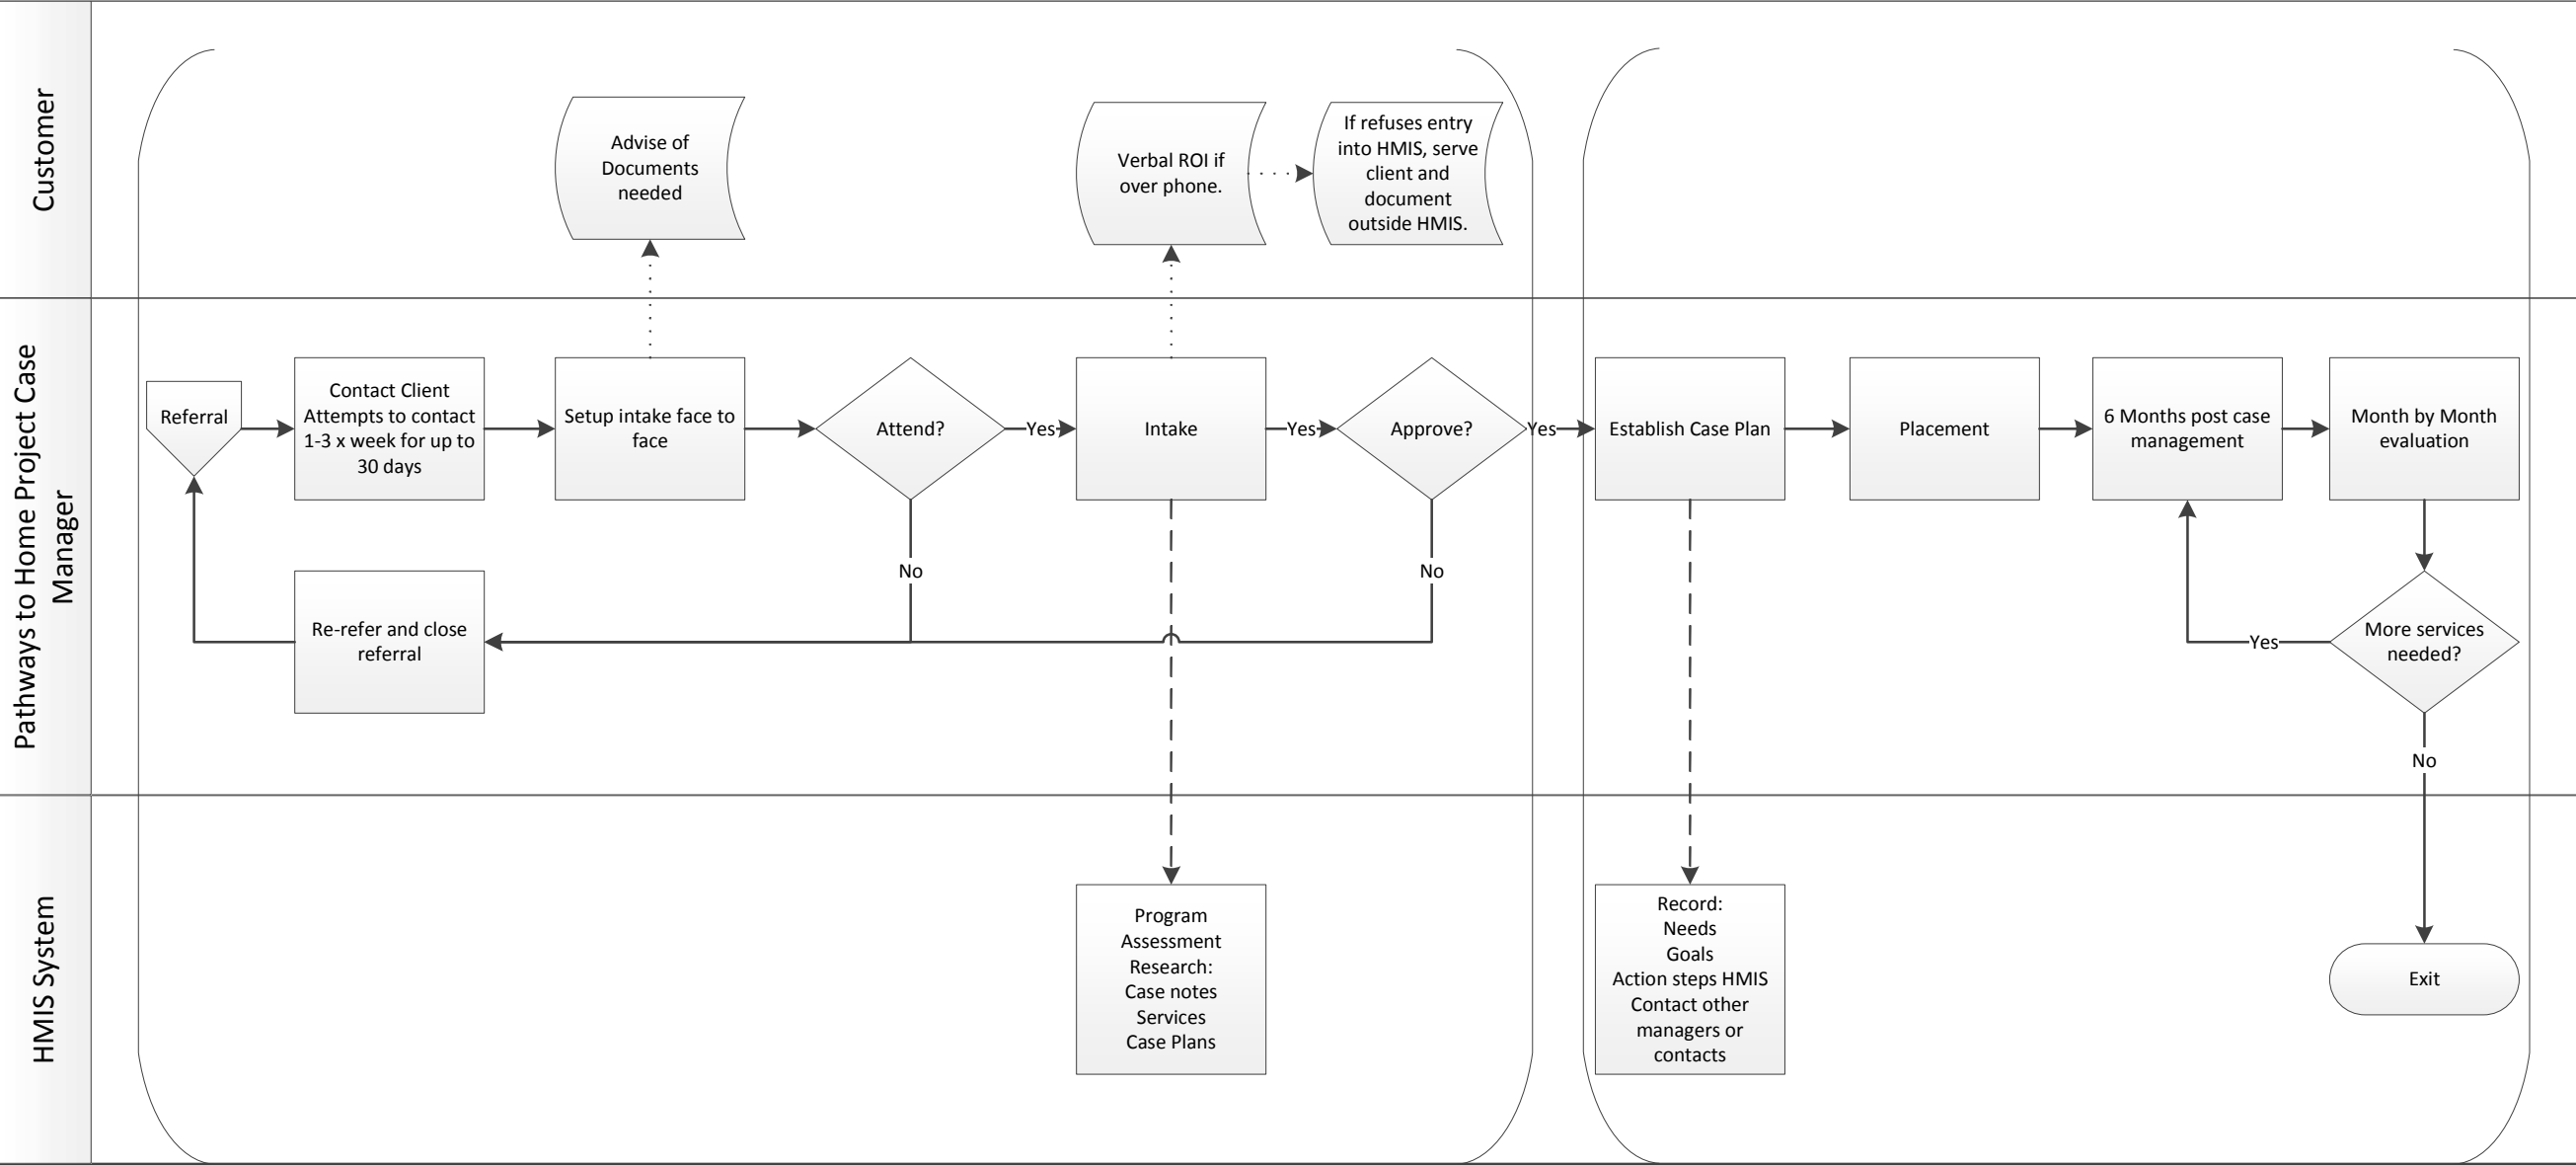 Customer
Advise of
Documents
needed
Verbal ROI if
over phone.
If refuses entry
into HMIS, serve
client and
document
outside HMIS.
Pathways to Home Project Case
Manager
Referral
Contact Client
Attempts to contact
1-3 x week for up to
30 days
Setup intake face to
face
Attend?
Yes
Intake
Yes
Approve?
Yes
Establish Case Plan
Placement
6 Months post case
management
Month by Month
evaluation
No
No
Re-refer and close
referral
Yes
More services
needed?
No
HMIS System
Program
Assessment
Research:
Case notes
Services
Case Plans
Record:
Needs
Goals
Action steps HMIS
Contact other
managers or
contacts
Exit